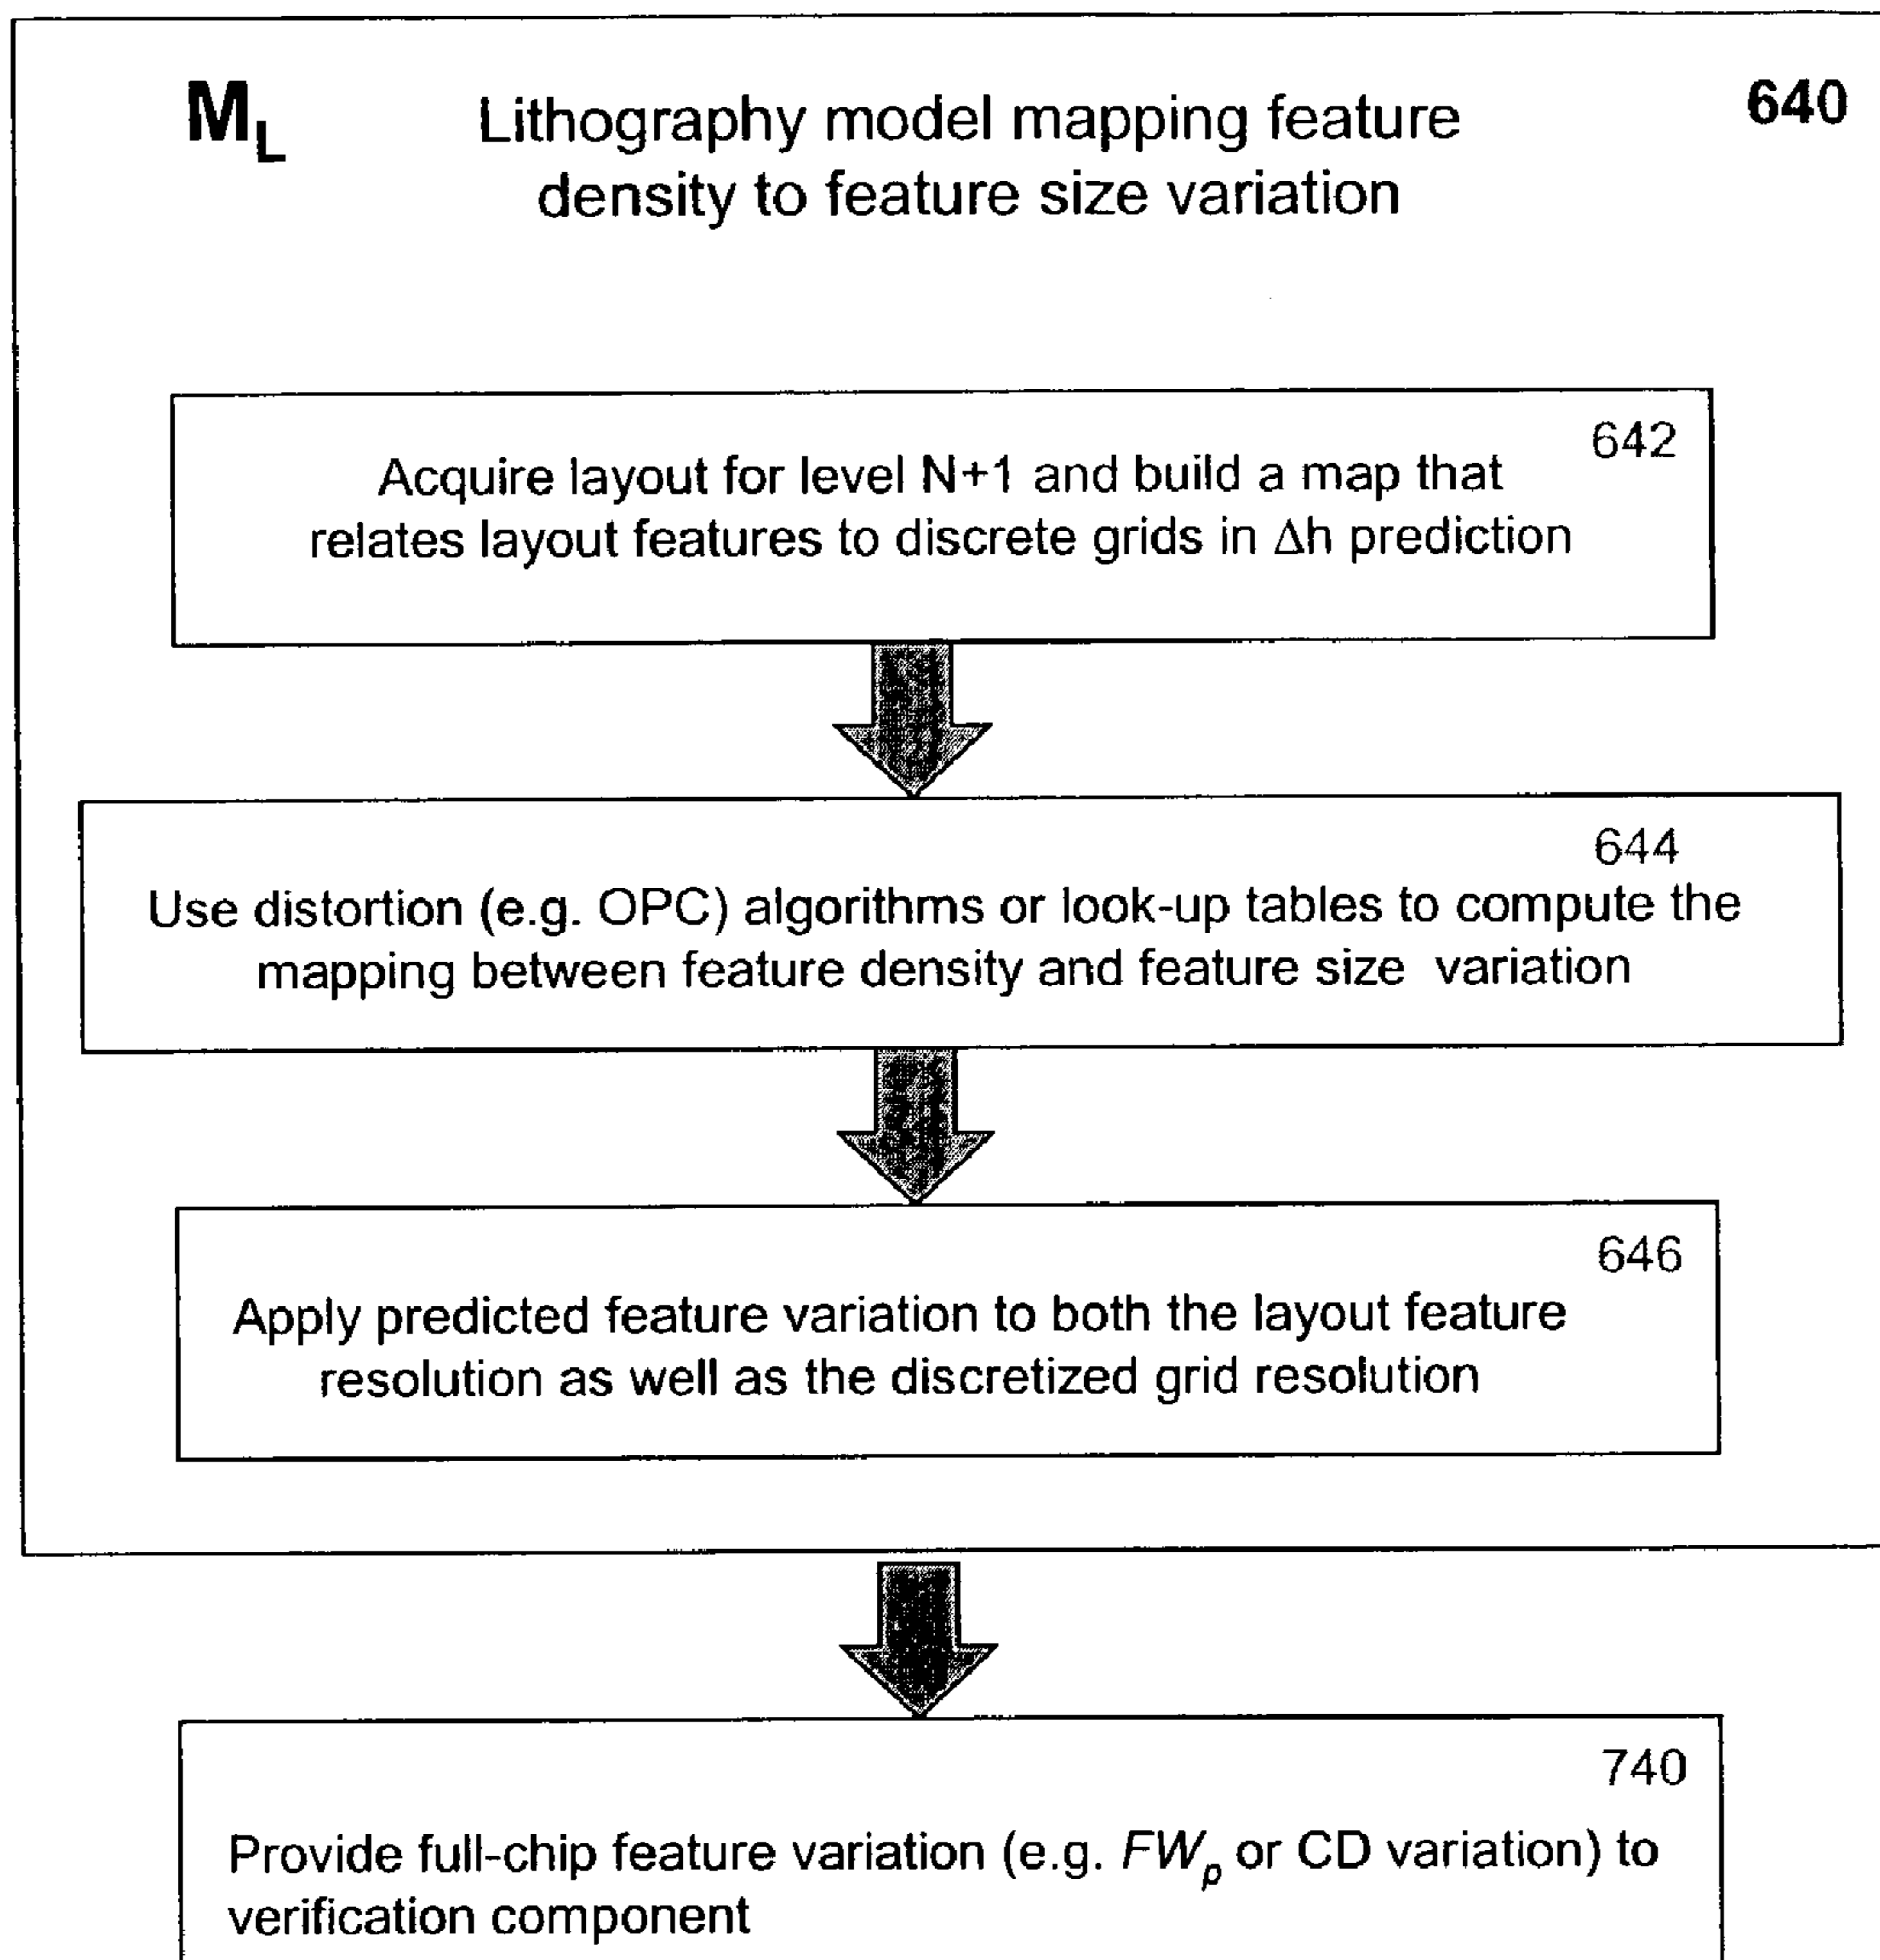 M_L Lithography model mapping feature 640
density to feature size variation
642
Acquire layout for level N+1 and build a map that
relates layout features to discrete grids in Δh prediction
644
Use distortion (e.g. OPC) algorithms or look-up tables to compute the
mapping between feature density and feature size variation
646
Apply predicted feature variation to both the layout feature
resolution as well as the discretized grid resolution
740
Provide full-chip feature variation (e.g. FW_p or CD variation) to
verification component